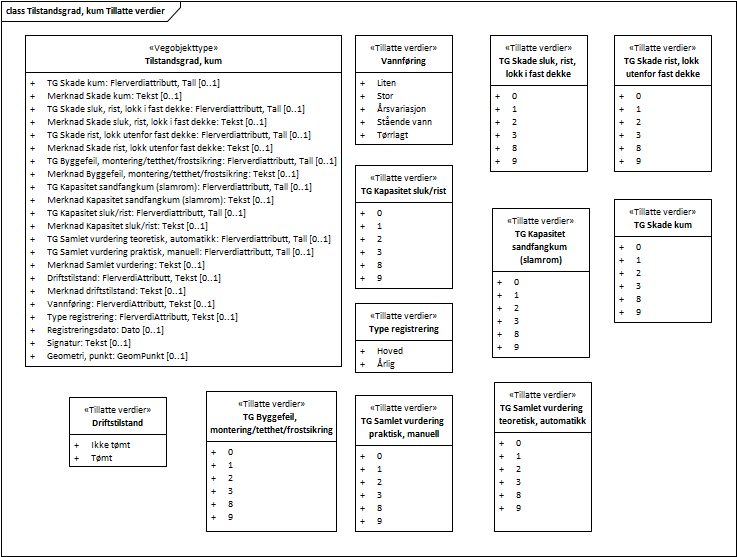 class Tilstandsgrad, kum Tillatte verdier
«Vegobjekttype»
Tilstandsgrad, kum
+ TG Skade kum: Flerverdiattributt, Tall [0..1]
+ Merknad Skade kum: Tekst [0..1]
+ TG Skade sluk, rist, lokk i fast dekke: Flerverdiattributt, Tall [0..1]
+ Merknad Skade sluk, rist, lokk i fast dekke: Tekst [0..1]
+ TG Skade rist, lokk utenfor fast dekke: Flerverdiattributt, Tall [0..1]
+ Merknad Skade rist, lokk utenfor fast dekke: Tekst [0..1]
+ TG Byggefeil, montering/tetthet/frostsikring: Flerverdiattributt, Tall [0..1]
+ Merknad Byggefeil, montering/tetthet/frostsikring: Tekst [0..1]
+ TG Kapasitet sandfangkum (slamrom): Flerverdiattributt, Tall [0..1]
+ Merknad Kapasitet sandfangkum (slamrom): Tekst [0..1]
+ TG Kapasitet sluk/rist: Flerverdiattributt, Tall [0..1]
+ Merknad Kapasitet sluk/rist: Tekst [0..1]
+ TG Samlet vurdering teoretisk, automatikk: Flerverdiattributt, Tall [0..1]
+ TG Samlet vurdering praktisk, manuell: Flerverdiattributt, Tall [0..1]
+ Merknad Samlet vurdering: Tekst [0..1]
+ Driftstilstand: FlerverdiAttributt, Tekst [0..1]
+ Merknad driftstilstand: Tekst [0..1]
+ Vannføring: FlerverdiAttributt, Tekst [0..1]
+ Type registrering: FlerverdiAttributt, Tekst [0..1]
+ Registreringsdato: Dato [0..1]
+ Signatur: Tekst [0..1]
+ Geometri, punkt: GeomPunkt [0..1]
«Tillatte verdier»
Vannføring
+ Liten
+ Stor
+ Årsvariasjon
+ Stående vann
+ Tørrlagt
«Tillatte verdier»
TG Skade sluk, rist,
lokk i fast dekke
+ 0
+ 1
+ 2
+ 3
+ 8
+ 9
«Tillatte verdier»
TG Skade rist, lokk
utenfor fast dekke
+ 0
+ 1
+ 2
+ 3
+ 8
+ 9
«Tillatte verdier»
TG Kapasitet sluk/rist
+ 0
+ 1
+ 2
+ 3
+ 8
+ 9
«Tillatte verdier»
TG Kapasitet
sandfangkum
(slamrom)
+ 0
+ 1
+ 2
+ 3
+ 8
+ 9
«Tillatte verdier»
TG Skade kum
+ 0
+ 1
+ 2
+ 3
+ 8
+ 9
«Tillatte verdier»
Type registrering
+ Hoved
+ Årlig
«Tillatte verdier»
Driftstilstand
+ Ikke tømt
+ Tømt
«Tillatte verdier»
TG Byggefeil,
montering/tetthet/frostsikring
+ 0
+ 1
+ 2
+ 3
+ 8
+ 9
«Tillatte verdier»
TG Samlet vurdering
praktisk, manuell
+ 0
+ 1
+ 2
+ 3
+ 8
+ 9
«Tillatte verdier»
TG Samlet vurdering
teoretisk, automatikk
+ 0
+ 1
+ 2
+ 3
+ 8
+ 9